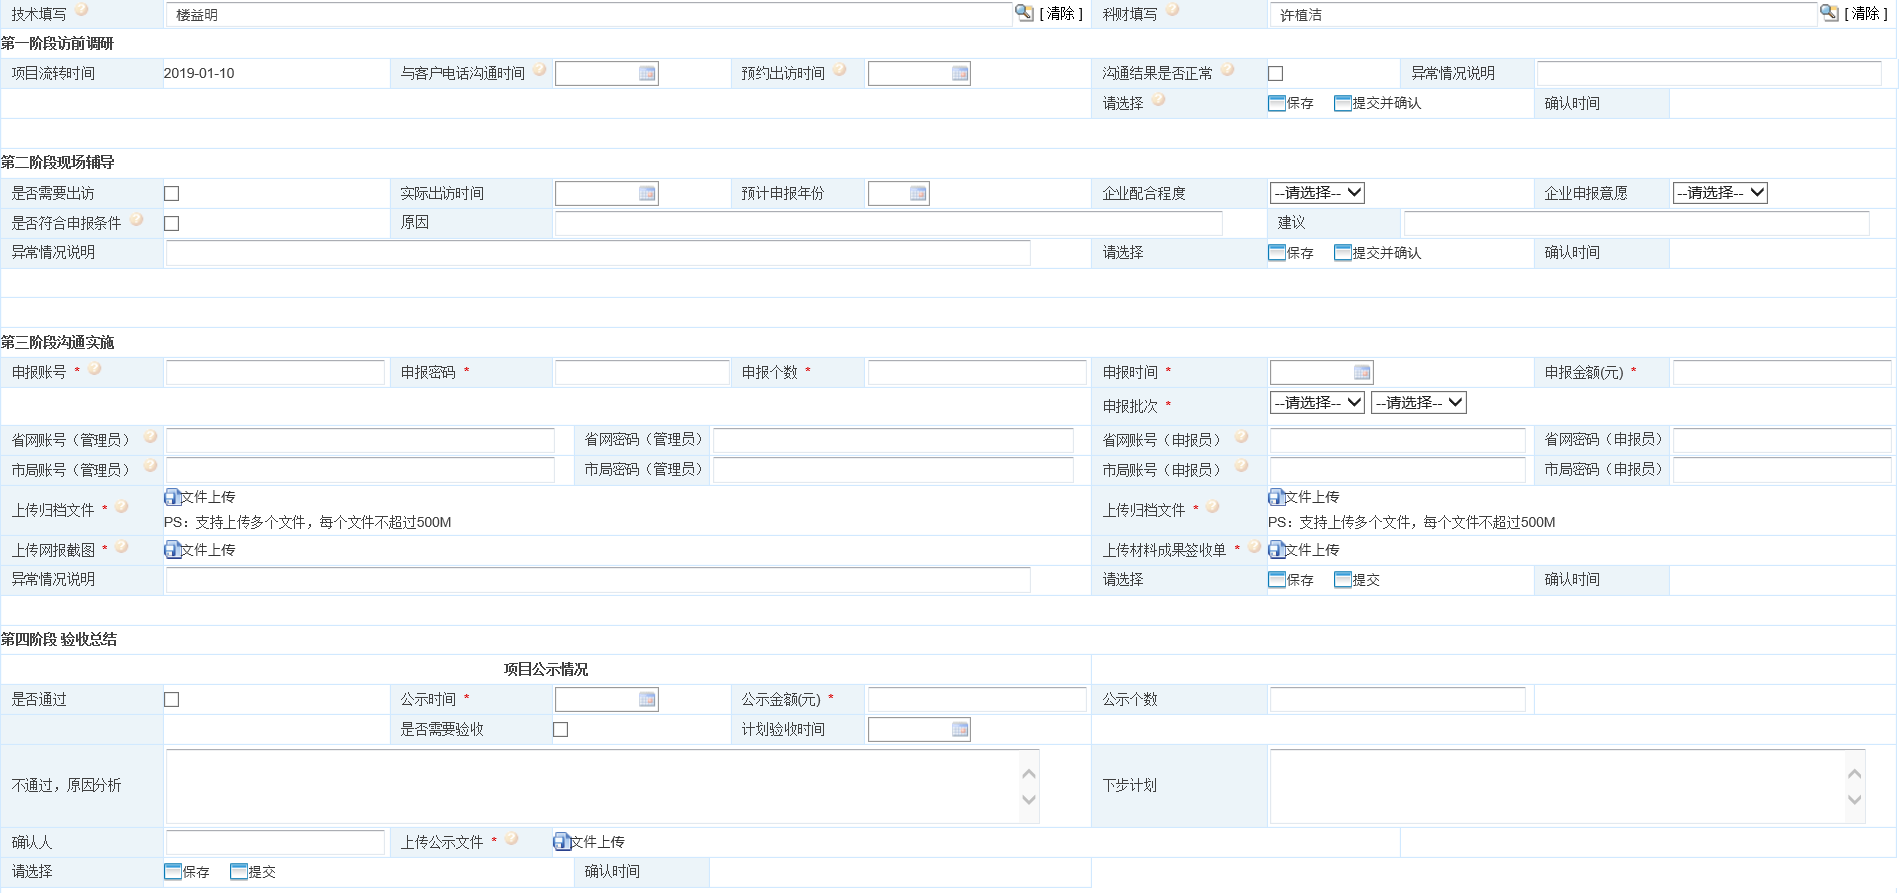 技术填写 楼益明 [ 清除 ] 科财填写 许植洁 [ 清除 ]
第一阶段访前调研
项目流转时间 2019-01-10 与客户电话沟通时间 预约出访时间 沟通结果是否正常 异常情况说明
请选择 保存 提交并确认 确认时间
第二阶段现场辅导
是否需要出访 实际出访时间 预计申报年份 企业配合程度 --请选择-- 企业申报意愿 --请选择--
是否符合申报条件 原因 建议
异常情况说明 请选择 保存 提交并确认 确认时间
第三阶段沟通实施
申报账号 * 申报密码 * 申报个数 * 申报时间 * 申报金额(元) *
申报批次 * --请选择-- --请选择--
省网账号（管理员） 省网密码（管理员） 省网账号（申报员） 省网密码（申报员）
市局账号（管理员） 市局密码（管理员） 市局账号（申报员） 市局密码（申报员）
上传归档文件 * 文件上传 上传归档文件 * 文件上传
PS：支持上传多个文件，每个文件不超过500M PS：支持上传多个文件，每个文件不超过500M
上传网报截图 * 文件上传 上传材料成果签收单 * 文件上传
异常情况说明 请选择 保存 提交 确认时间
第四阶段 验收总结
项目公示情况
是否通过 公示时间 * 公示金额(元) * 公示个数
是否需要验收 计划验收时间
不通过，原因分析 下步计划
确认人 上传公示文件 * 文件上传
请选择 保存 提交 确认时间